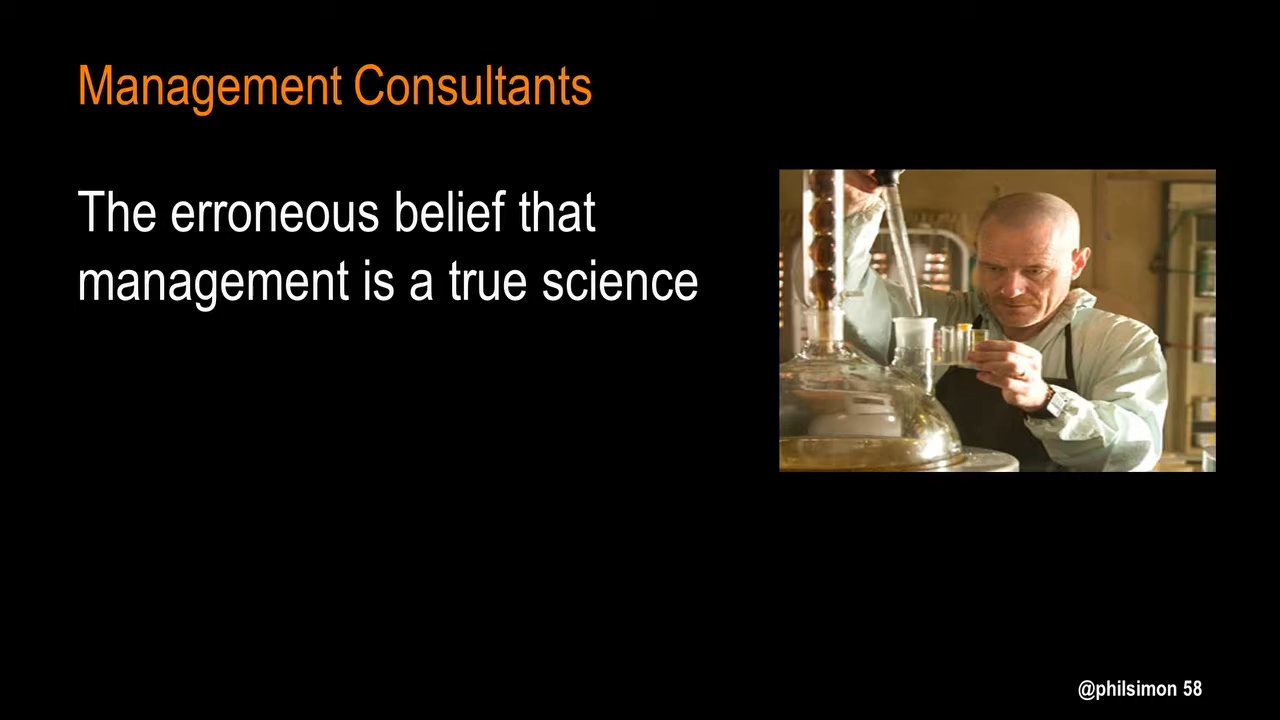 Management Consultants
The erroneous belief that
management is a true science
@philsimon 58